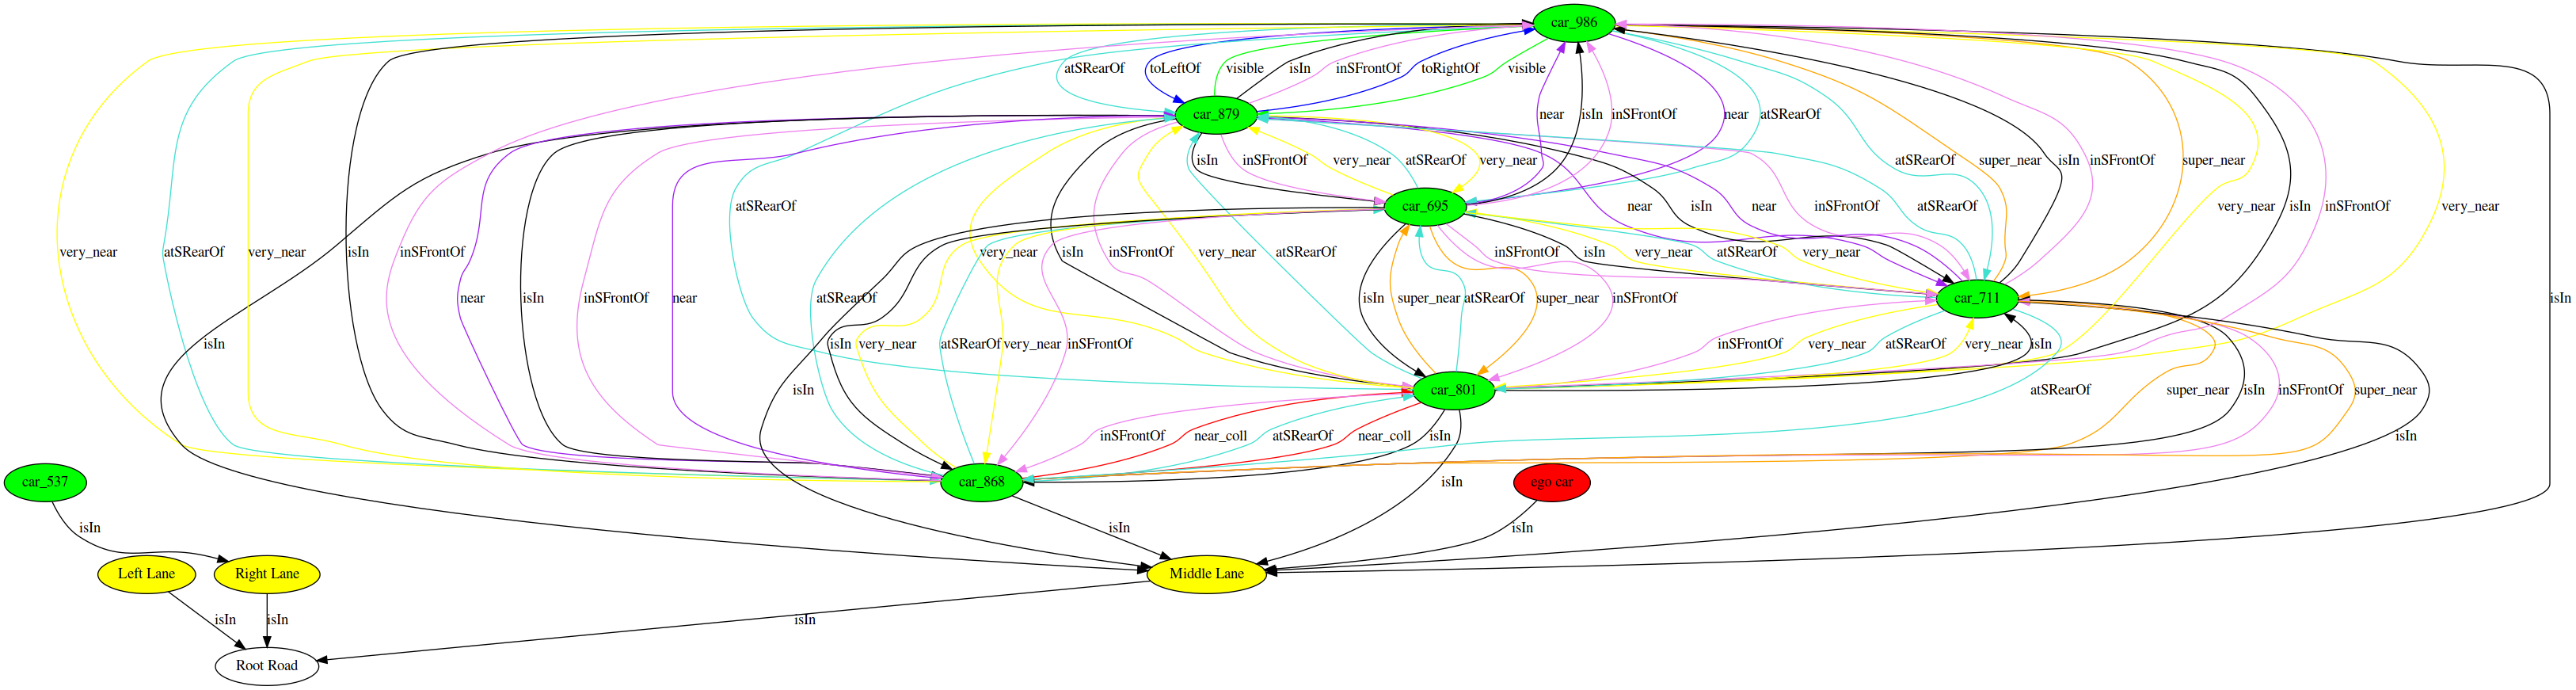 car_986
atSRearOf toLeftOf visible isIn inSFrontOf toRightOf visible
car_879 near isIn inSFrontOf atSRearOf
isIn inSFrontOf very_near atSRearOf very_near atSRearOf super_near isIn inSFrontOf super_near
atSRearOf car_695 near isIn near inSFrontOf atSRearOf very_near isIn inSFrontOf very_near
very_near atSRearOf very_near isIn inSFrontOf very_near isIn inSFrontOf very_near atSRearOf inSFrontOf isIn very_near atSRearOf very_near
near isIn inSFrontOf near atSRearOf isIn super_near atSRearOf super_near inSFrontOf car_711 isIn
isIn isIn very_near atSRearOf very_near inSFrontOf inSFrontOf very_near atSRearOf very_near isIn
isIn car_801 atSRearOf super_near isIn inSFrontOf super_near
inSFrontOf near_coll atSRearOf near_coll isIn isIn
car_537 car_868 isIn ego car
isIn isIn isIn
Left Lane Right Lane Middle Lane
isIn isIn isIn
Root Road